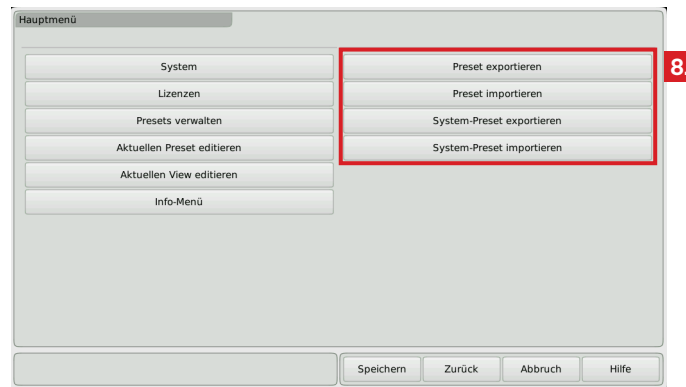 Hauptmenü
System
Lizenzen
Presets verwalten
Aktuellen Preset editieren
Aktuellen View editieren
Info-Menü
Preset exportieren
Preset importieren
System-Preset exportieren
System-Preset importieren
8.
Speichern
Zurück
Abbruch
Hilfe